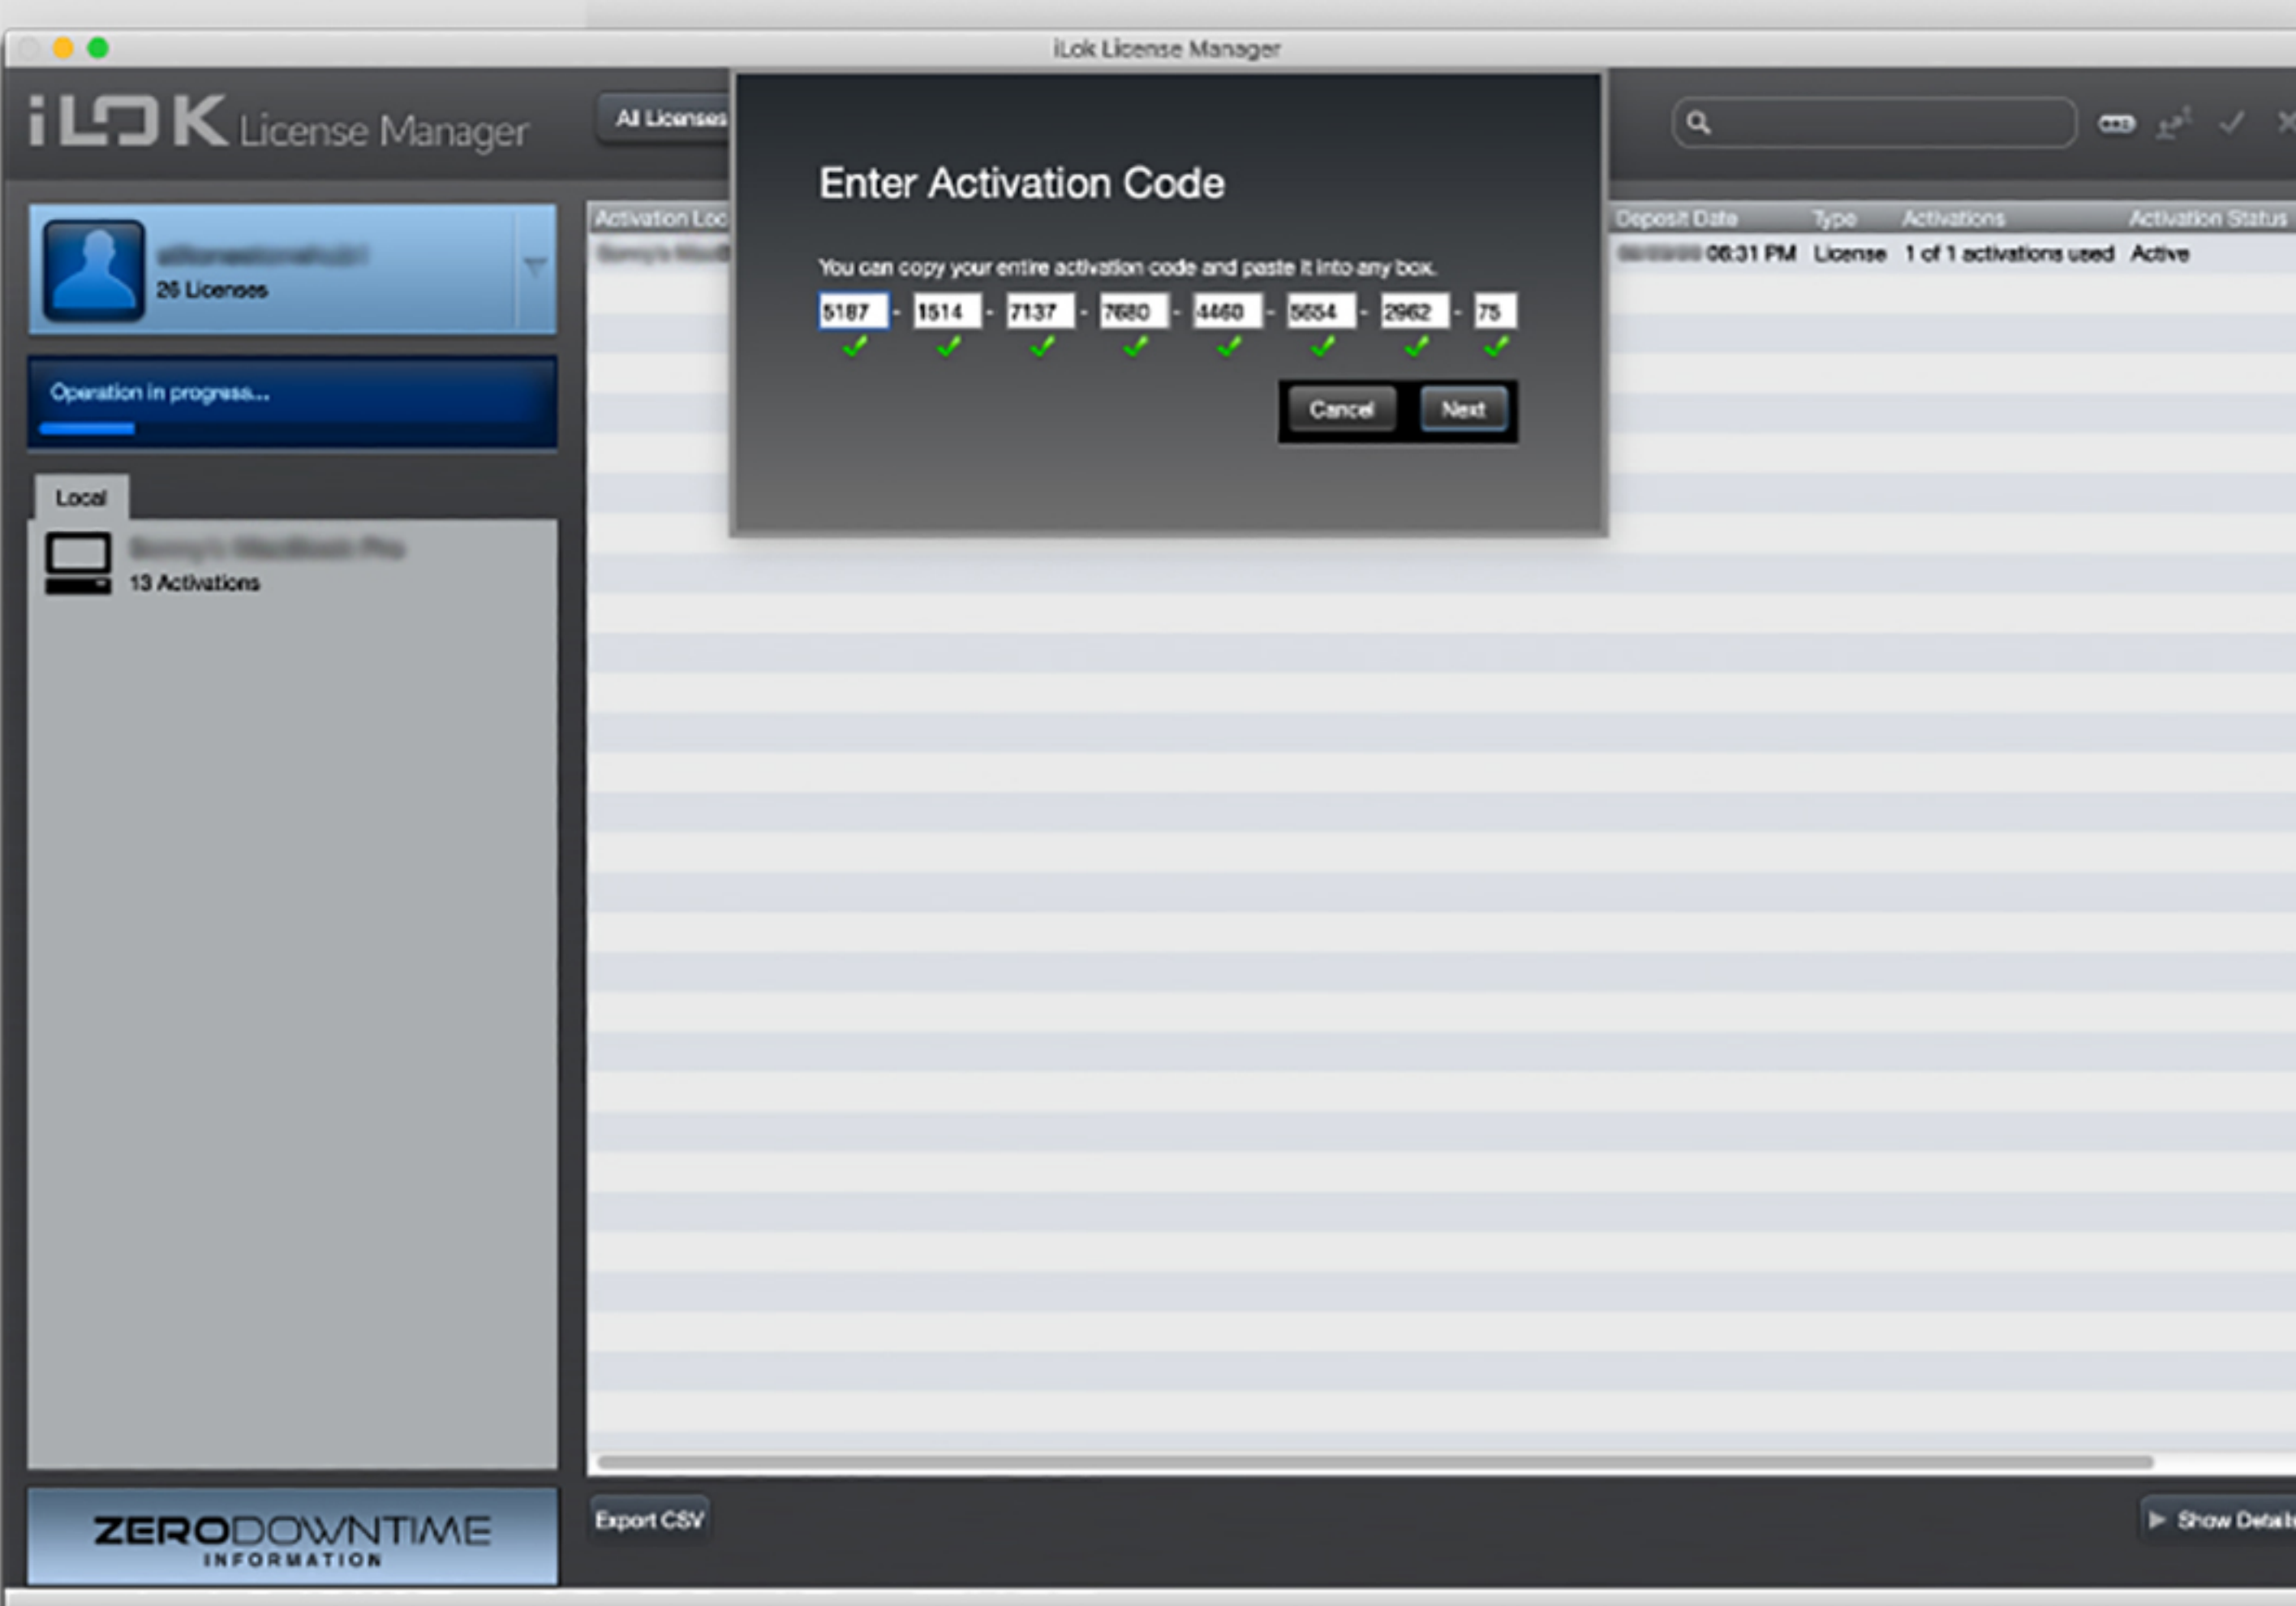 iLok License Manager
iLOK License Manager
All Licenses
Enter Activation Code
You can copy your entire activation code and paste it into any box.
5187 - 1514 - 7137 - 7680 - 4460 - 5654 - 2962 - 75
Cancel Next
Activation Loc
Deposit Date Type Activations Activation Status
06:31 PM License 1 of 1 activations used Active
26 Licenses
Operation in progress...
Local
13 Activations
ZERODOWNTIME
INFORMATION
Export CSV
Show Details